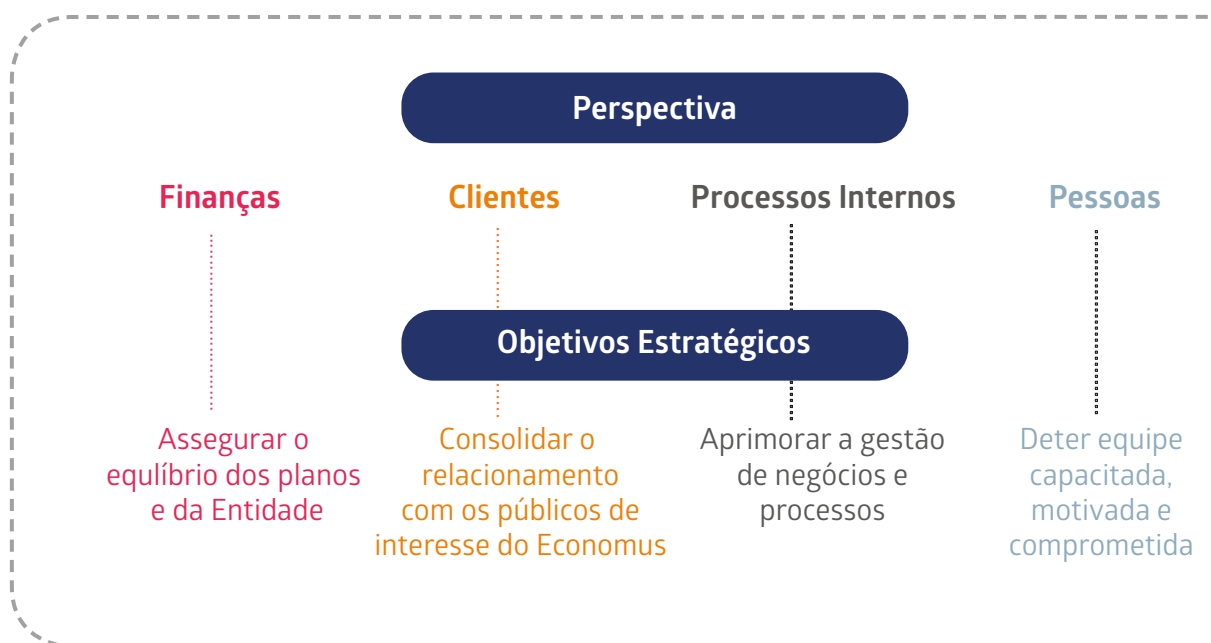 Perspectiva
Finanças
Clientes
Processos Internos
Pessoas
Objetivos Estratégicos
Assegurar o
equlíbrio dos planos
e da Entidade
Consolidar o
relacionamento
com os públicos de
interesse do Economus
Aprimorar a gestão
de negócios e
processos
Deter equipe
capacitada,
motivada e
comprometida